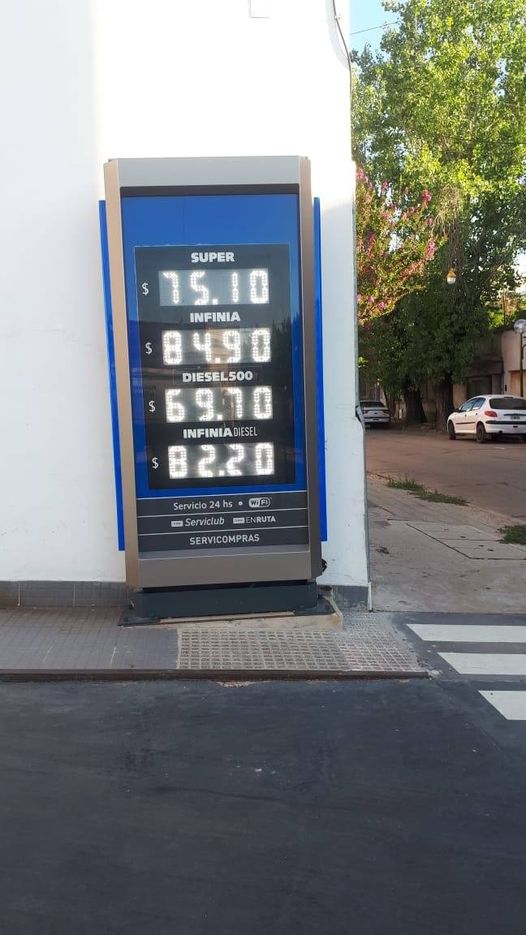 SUPER
$ 75.10
INFINIA
$ 84.90
DIESEL500
$ 69.70
INFINIA DIESEL
$ 82.20
Servicio 24 hs • WiFi
Serviclub ENRUTA
SERVICOMPRAS